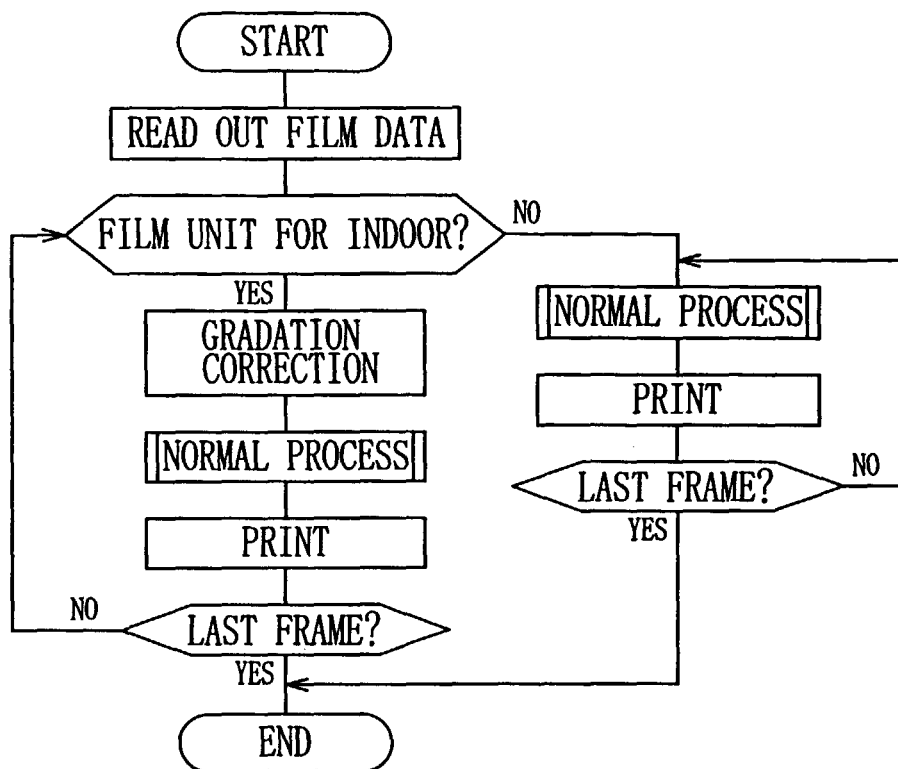 START
READ OUT FILM DATA
FILM UNIT FOR INDOOR?
NO
YES
GRADATION
CORRECTION
NORMAL PROCESS
PRINT
LAST FRAME?
NO
YES
NORMAL PROCESS
PRINT
LAST FRAME?
NO
YES
END